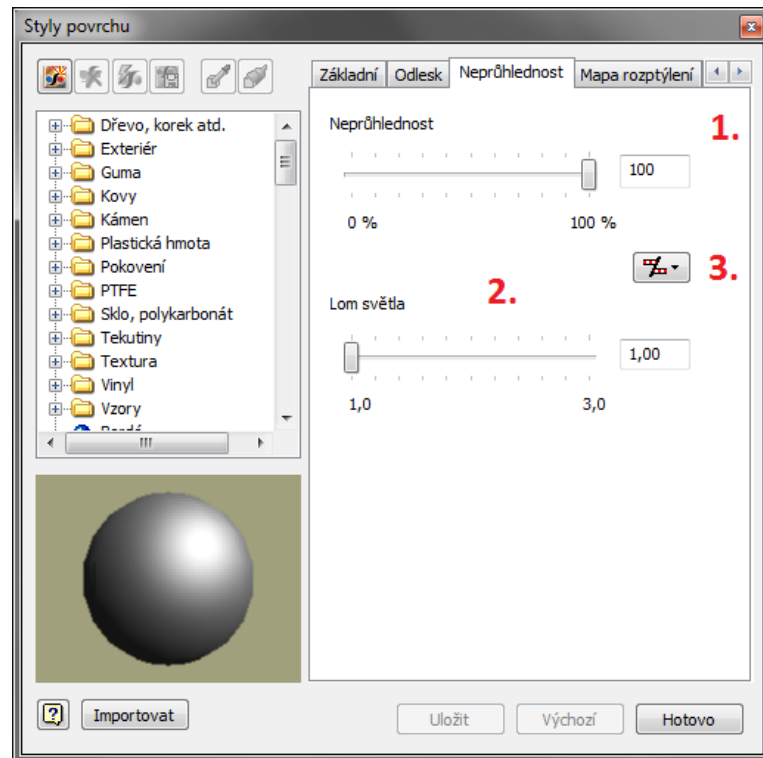 Styly povrchu
Základní Odlesk Neprůhlednost Mapa rozptýlení
Dřevo, korek atd.
Exteriér
Guma
Kovy
Kámen
Plastická hmota
Pokovení
PTFE
Sklo, polykarbonát
Tekutiny
Textura
Vinyl
Vzory
Neprůhlednost 1.
100
0 % 100 %
3.
Lom světla 2.
1,00
1,0 3,0
Importovat Uložit Výchozí Hotovo